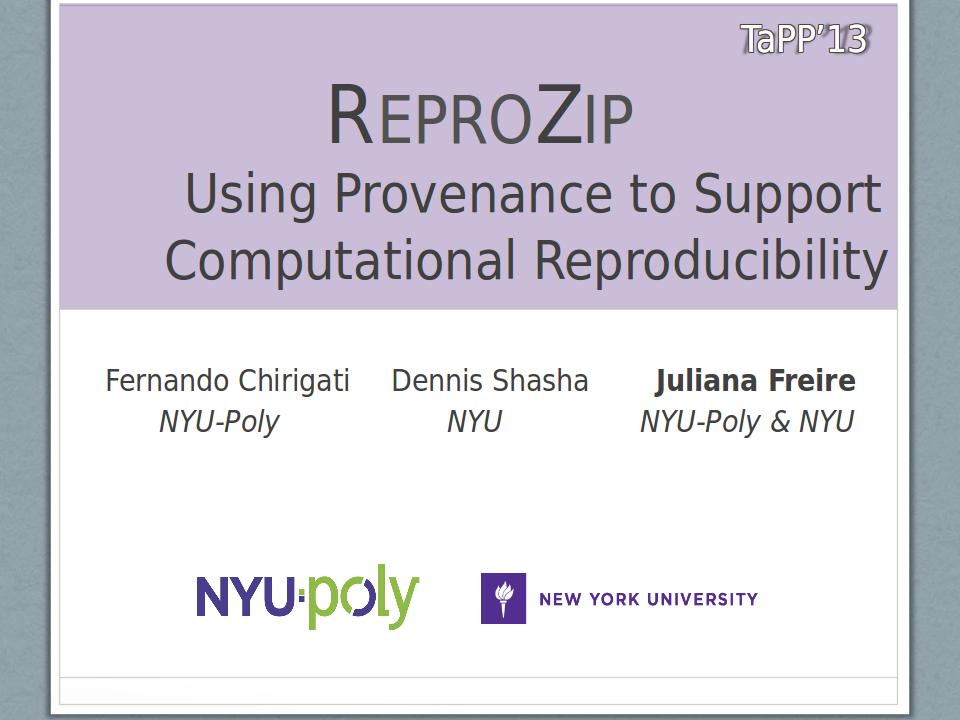 TaPP’13
REPROZIP
Using Provenance to Support
Computational Reproducibility
Fernando Chirigati Dennis Shasha Juliana Freire
NYU-Poly NYU NYU-Poly & NYU
NYU·poly NEW YORK UNIVERSITY